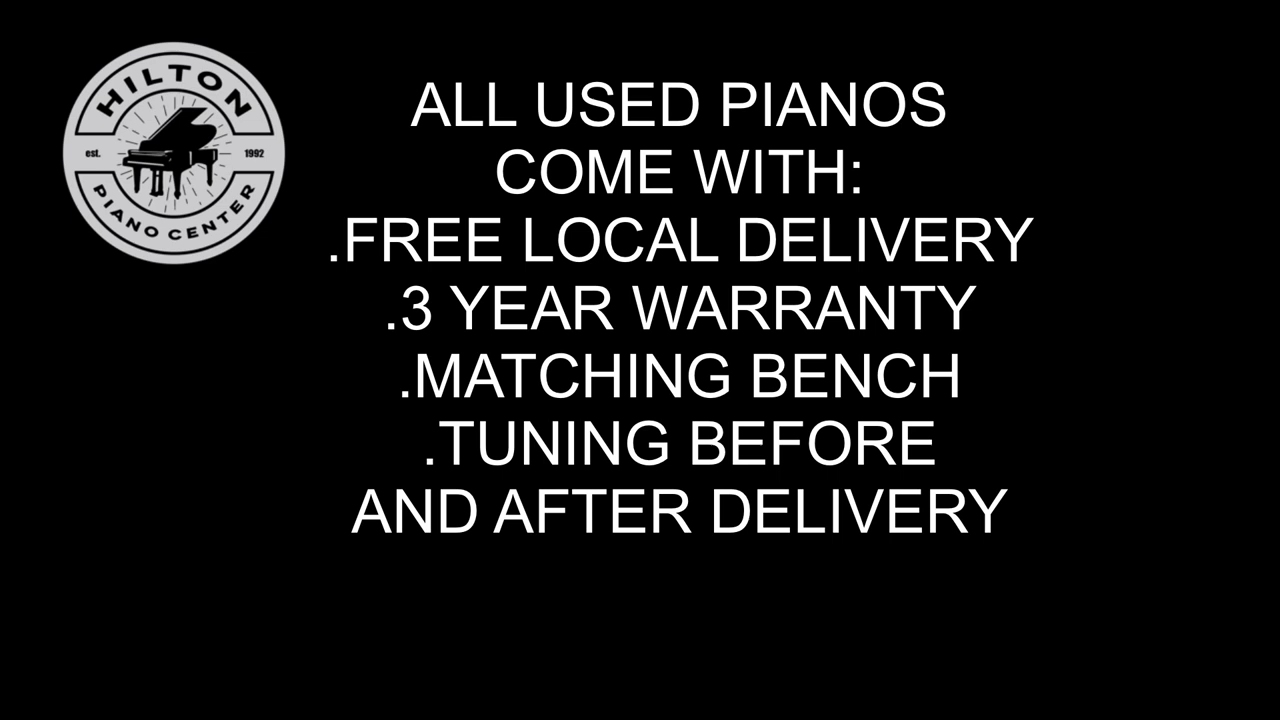 HILTON
est. 1992
PIANO CENTER
ALL USED PIANOS
COME WITH:
.FREE LOCAL DELIVERY
.3 YEAR WARRANTY
.MATCHING BENCH
.TUNING BEFORE
AND AFTER DELIVERY